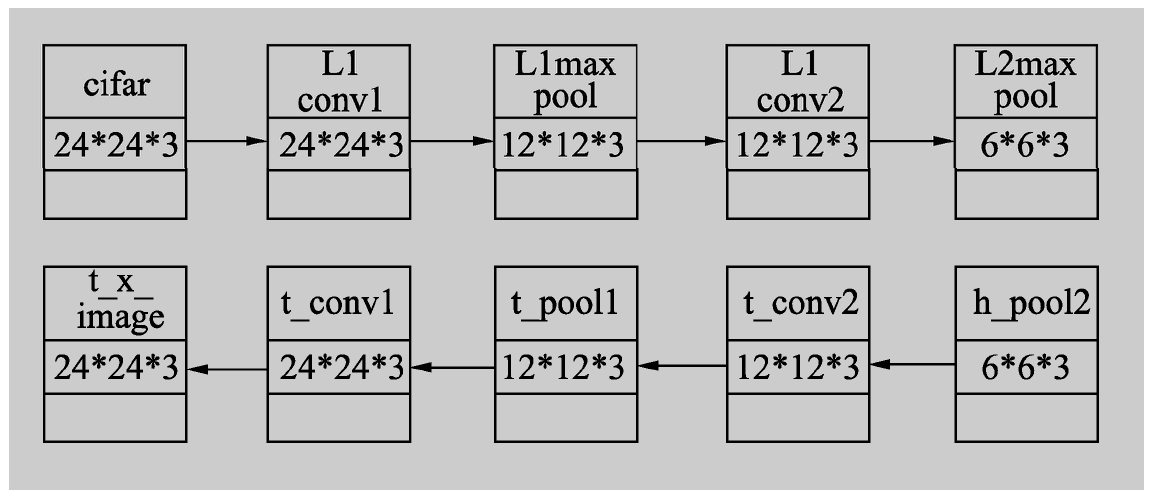 cifar
L1
conv1
L1max
pool
L1
conv2
L2max
pool
24*24*3
24*24*3
12*12*3
12*12*3
6*6*3
t_x_
image
t_conv1
t_pool1
t_conv2
h_pool2
24*24*3
24*24*3
12*12*3
12*12*3
6*6*3